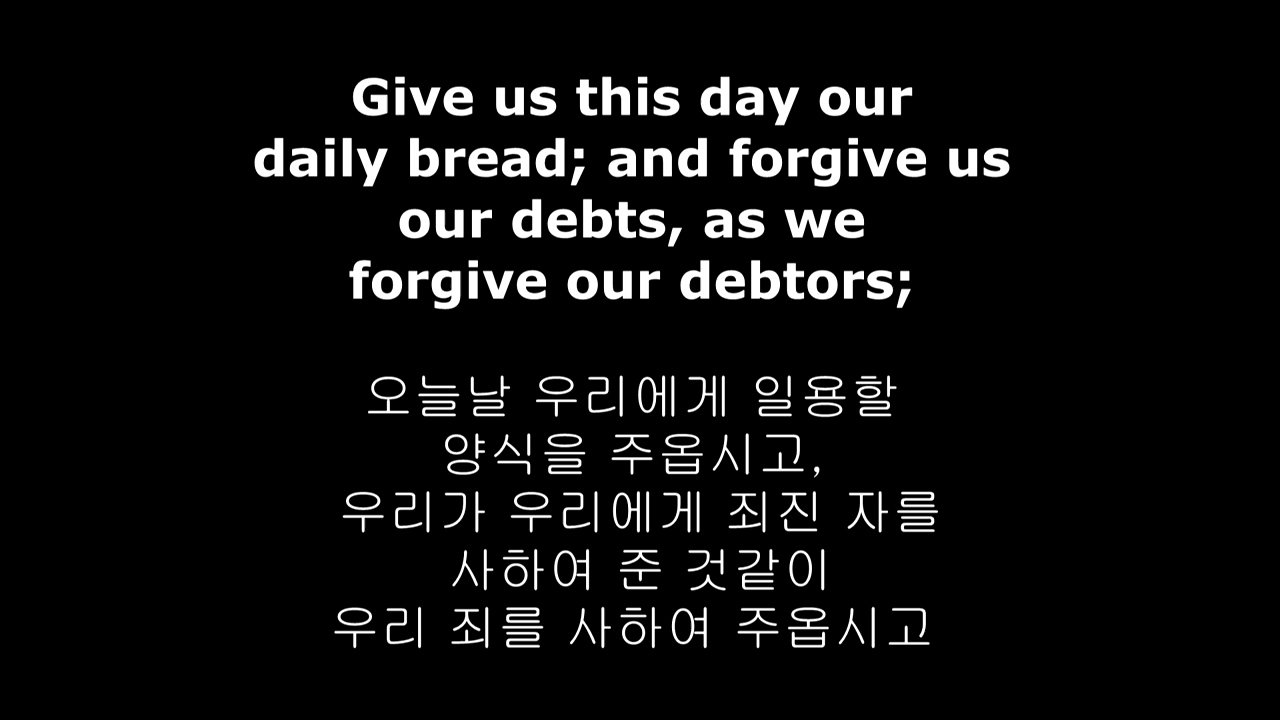 Give us this day our
daily bread; and forgive us
our debts, as we
forgive our debtors;
오늘날 우리에게 일용할
양식을 주옵시고,
우리가 우리에게 죄진 자를
사하여 준 것같이
우리 죄를 사하여 주옵시고